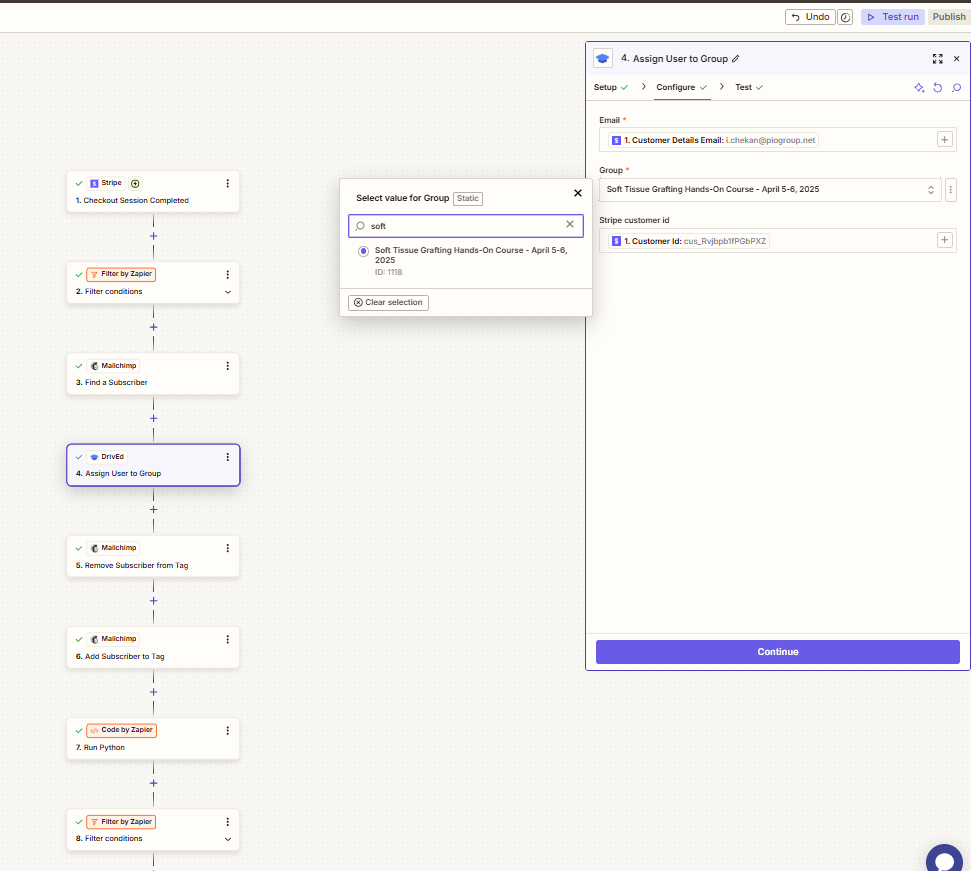 Undo
Test run
Publish
4. Assign User to Group
Setup
Configure
Test
Email *
1. Customer Details Email: i.chekan@piogroup.net
Group *
Soft Tissue Grafting Hands-On Course - April 5-6, 2025
Stripe customer id
1. Customer Id: cus_Rvjbpb1fPGbPXZ
Continue
Select value for Group
Static
soft
Soft Tissue Grafting Hands-On Course - April 5-6,
2025
ID: 1118
Clear selection
Stripe
1. Checkout Session Completed
Filter by Zapier
2. Filter conditions
Mailchimp
3. Find a Subscriber
DrivEd
4. Assign User to Group
Mailchimp
5. Remove Subscriber from Tag
Mailchimp
6. Add Subscriber to Tag
Code by Zapier
7. Run Python
Filter by Zapier
8. Filter conditions